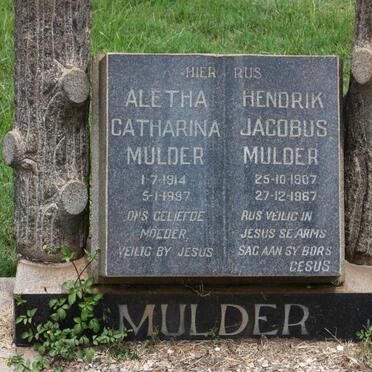 HIER RUS
ALETHA
CATHARINA
MULDER
1-7-1914
5-1-1997
ONS GELIEFDE
MOEDER
VEILIG BY JESUS
HENDRIK
JACOBUS
MULDER
25-10-1907
27-12-1967
RUS VEILIG IN
JESUS SE ARMS
SAG AAN SY BORS
GESUS
MULDER